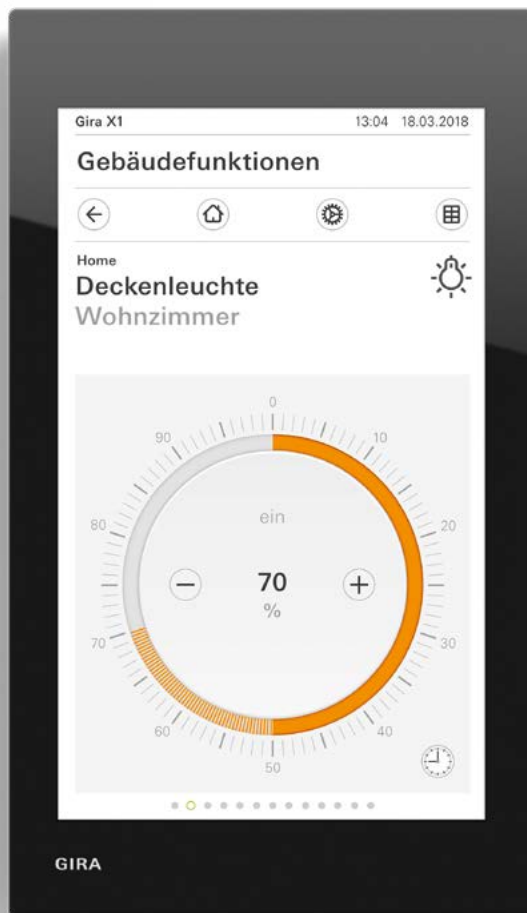 Gira X1 13:04 18.03.2018
Gebäudefunktionen
Home
Deckenleuchte
Wohnzimmer
0
90 10
ein
80 20
70
%
70 30
60 40
50
GIRA